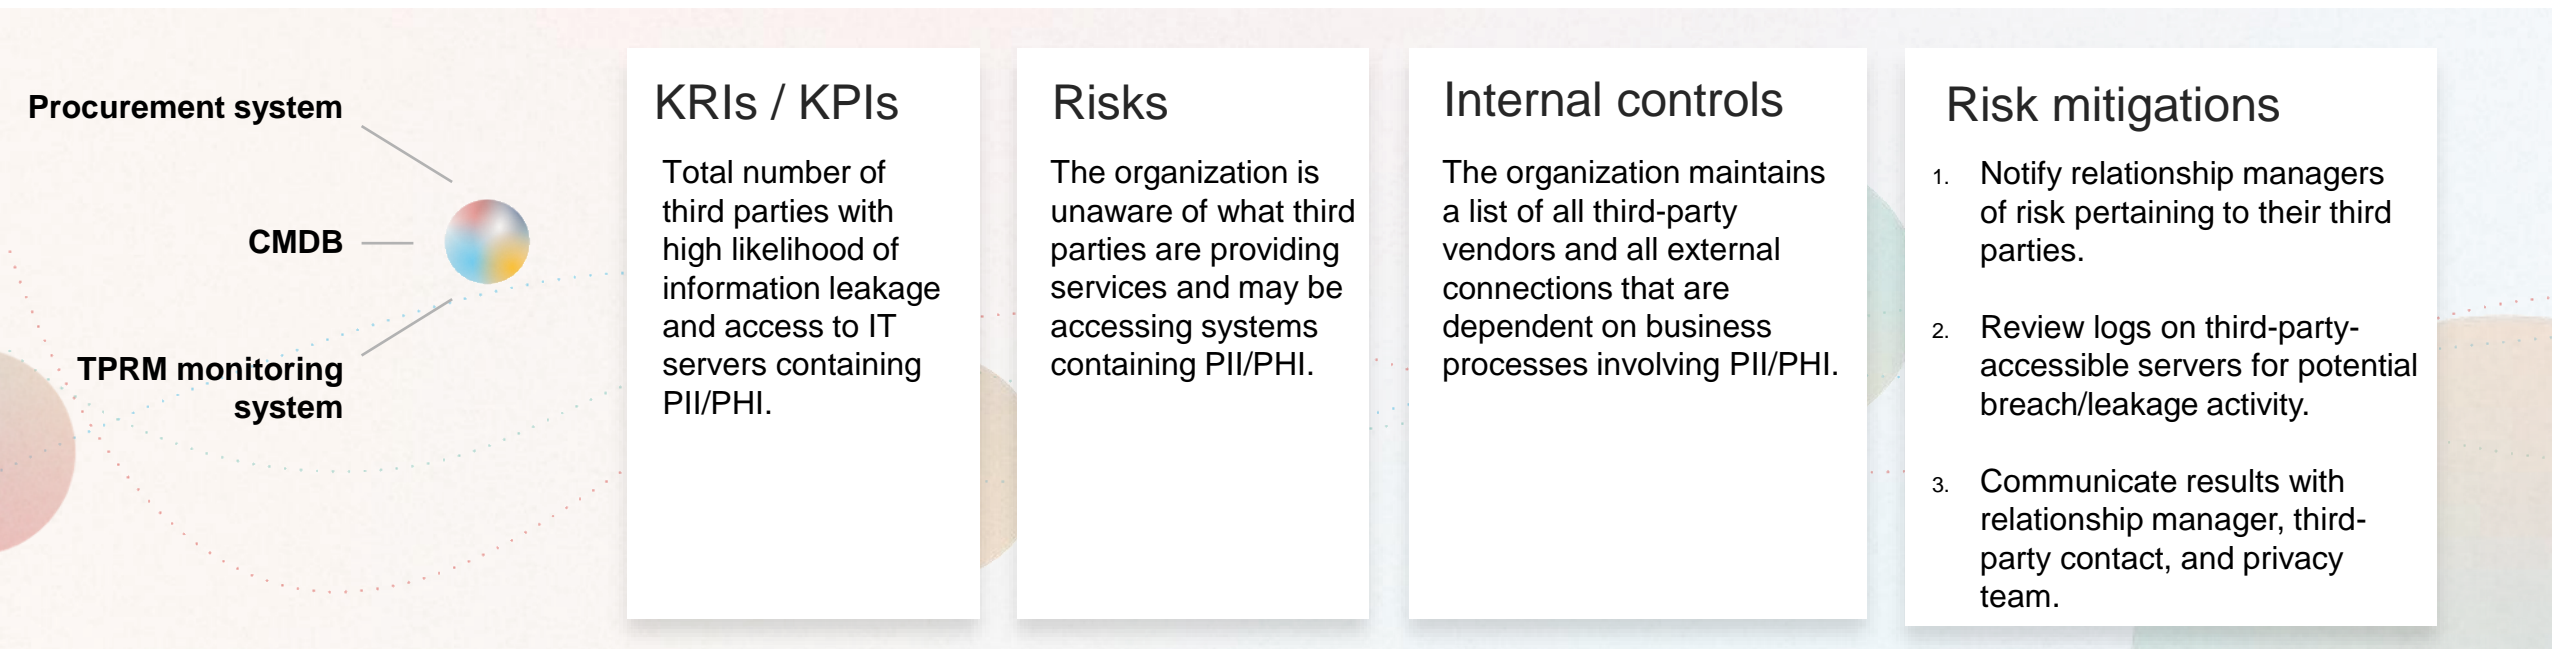 Procurement system
CMDB
TPRM monitoring
system
KRIs / KPIs
Total number of
third parties with
high likelihood of
information leakage
and access to IT
servers containing
PII/PHI.
Risks
The organization is
unaware of what third
parties are providing
services and may be
accessing systems
containing PII/PHI.
Internal controls
The organization maintains
a list of all third-party
vendors and all external
connections that are
dependent on business
processes involving PII/PHI.
Risk mitigations
1. Notify relationship managers
of risk pertaining to their third
parties.
2. Review logs on third-party-
accessible servers for potential
breach/leakage activity.
3. Communicate results with
relationship manager, third-
party contact, and privacy
team.